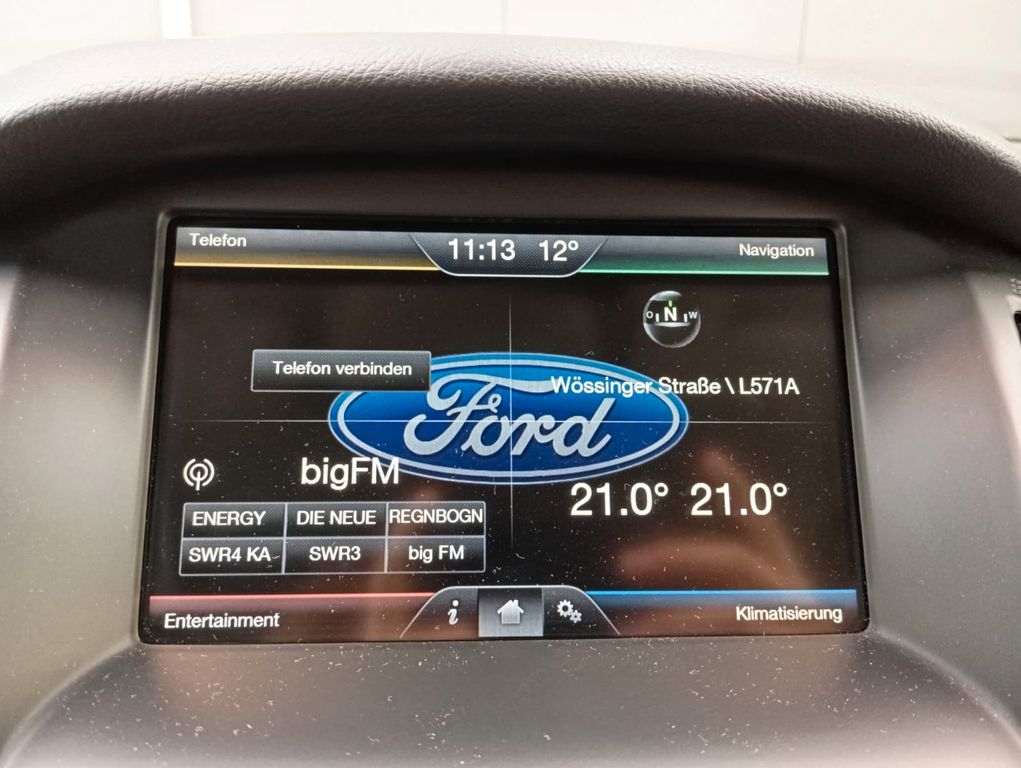 Telefon
11:13 12°
Navigation
O N W
Telefon verbinden
Wössinger Straße \ L571A
Ford
bigFM
21.0° 21.0°
ENERGY DIE NEUE REGNBOGN
SWR4 KA SWR3 big FM
Entertainment
i
Klimatisierung